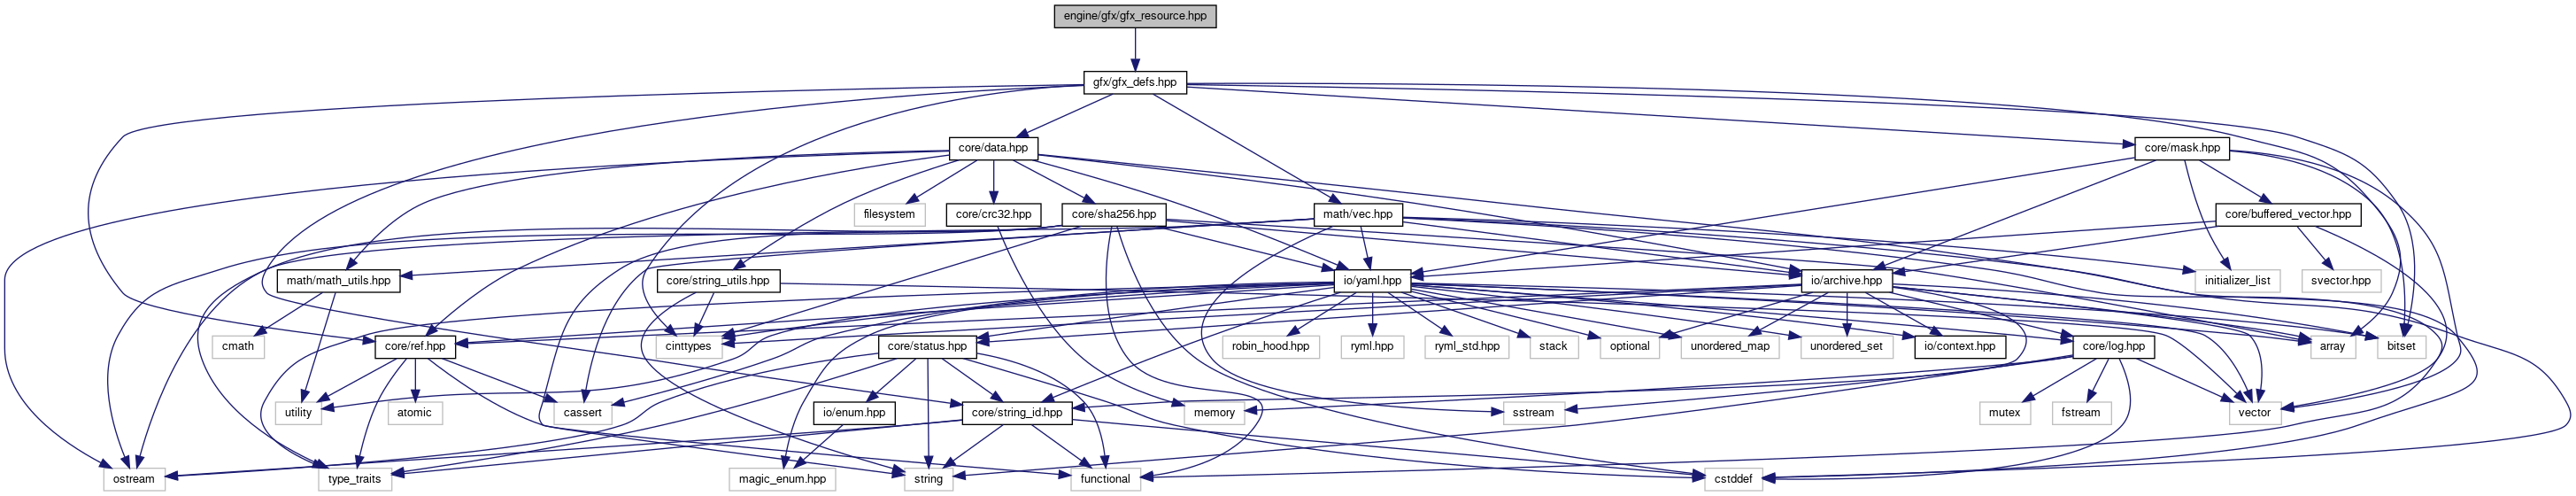 engine/gfx/gfx_resource.hpp
gfx/gfx_defs.hpp
core/data.hpp
core/mask.hpp
filesystem
core/crc32.hpp
core/sha256.hpp
math/vec.hpp
core/buffered_vector.hpp
math/math_utils.hpp
core/string_utils.hpp
io/yaml.hpp
io/archive.hpp
initializer_list
svector.hpp
cmath
core/ref.hpp
cinttypes
core/status.hpp
robin_hood.hpp
ryml.hpp
ryml_std.hpp
stack
optional
unordered_map
unordered_set
io/context.hpp
core/log.hpp
array
bitset
utility
atomic
cassert
io/enum.hpp
core/string_id.hpp
memory
sstream
mutex
fstream
vector
ostream
type_traits
magic_enum.hpp
string
functional
cstddef